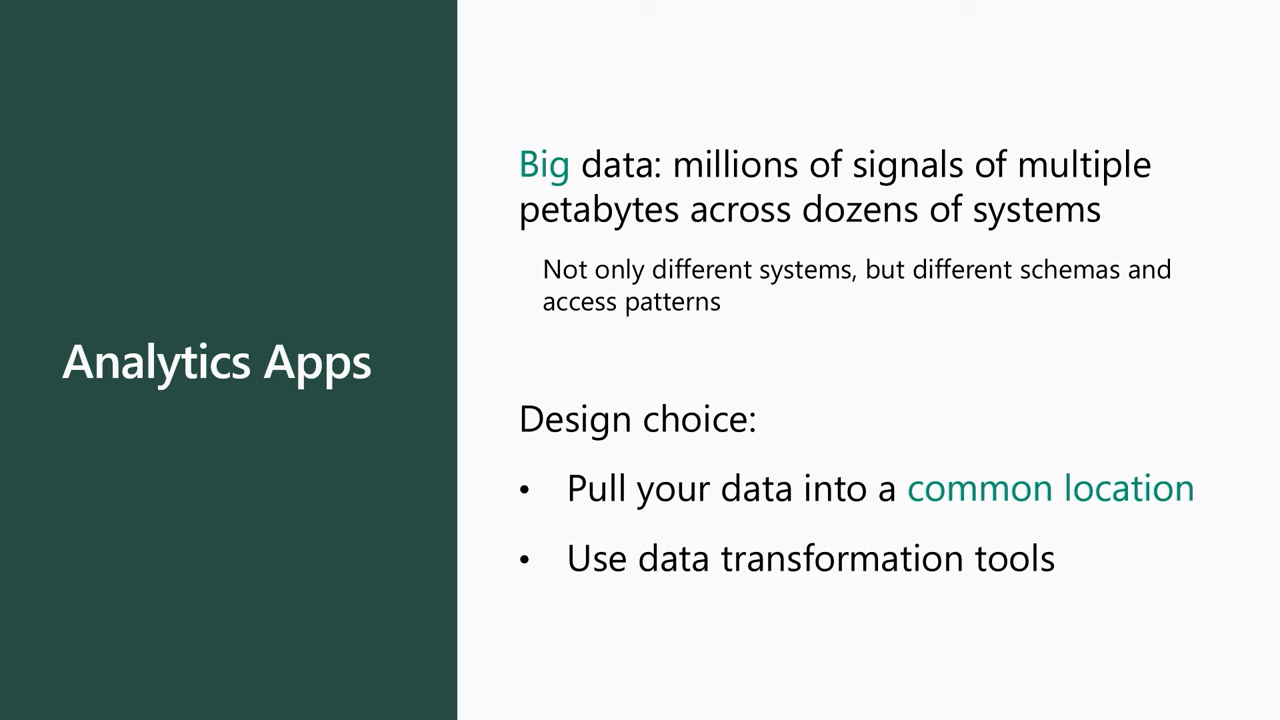 Analytics Apps
Big data: millions of signals of multiple
petabytes across dozens of systems
Not only different systems, but different schemas and
access patterns
Design choice:
• Pull your data into a common location
• Use data transformation tools